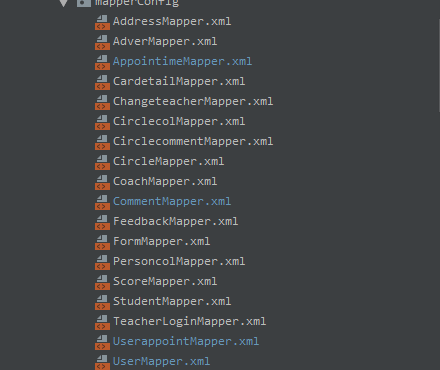 mapperConfig
AddressMapper.xml
AdverMapper.xml
AppointimeMapper.xml
CardetailMapper.xml
ChangeteacherMapper.xml
CirclecolMapper.xml
CirclecommentMapper.xml
CircleMapper.xml
CoachMapper.xml
CommentMapper.xml
FeedbackMapper.xml
FormMapper.xml
PersoncolMapper.xml
ScoreMapper.xml
StudentMapper.xml
TeacherLoginMapper.xml
UserappointMapper.xml
UserMapper.xml